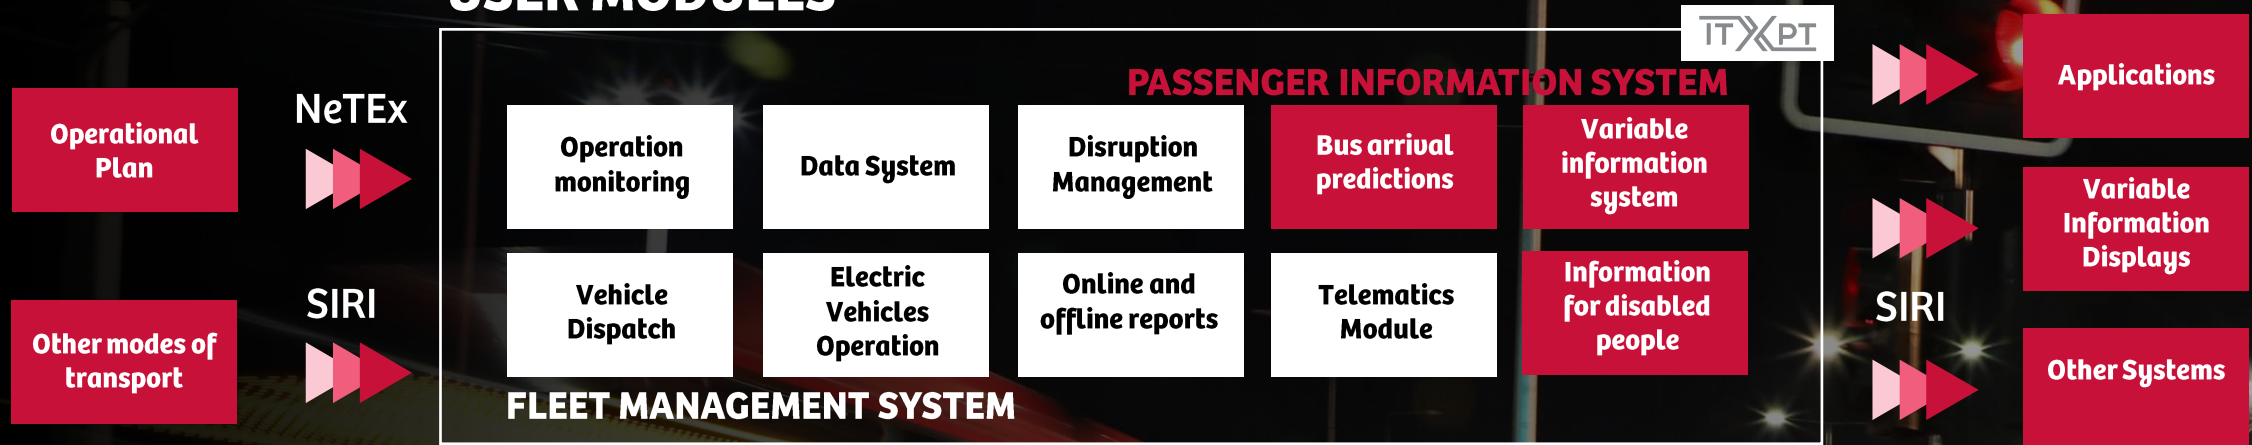 USER MODULES
ITXPT
PASSENGER INFORMATION SYSTEM
Operational
Plan
NeTEx
Operation
monitoring
Data System
Disruption
Management
Bus arrival
predictions
Variable
information
system
Applications
Other modes of
transport
SIRI
Vehicle
Dispatch
Electric
Vehicles
Operation
Online and
offline reports
Telematics
Module
Information
for disabled
people
Variable
Information
Displays
SIRI
Other Systems
FLEET MANAGEMENT SYSTEM